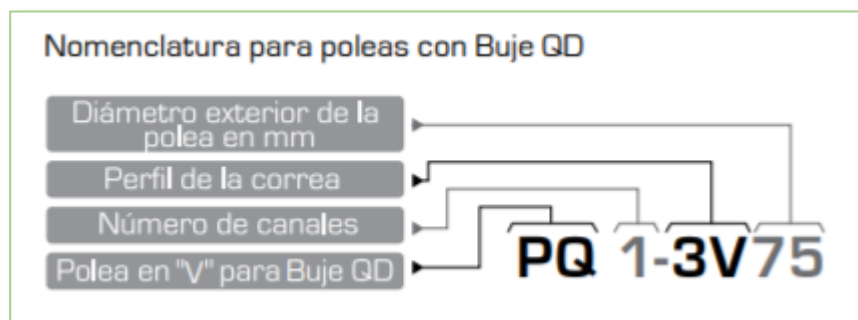 Nomenclatura para poleas con Buje QD
Diámetro exterior de la
polea en mm
Perfil de la correa
Número de canales
Polea en "V" para Buje QD
PQ 1-3V75